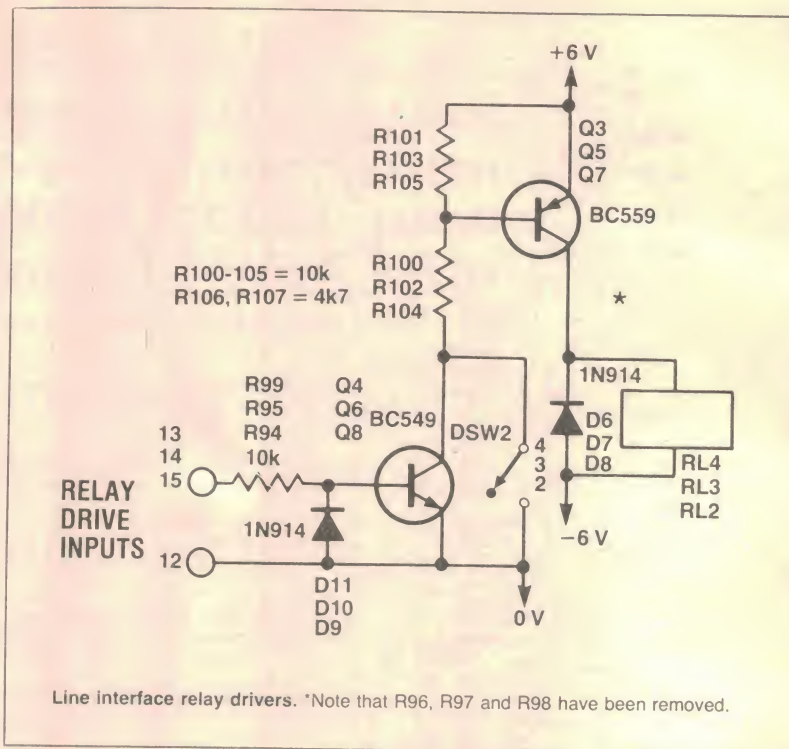 +6 V
R101
R103
R105
Q3
Q5
Q7
BC559
R100-105 = 10k
R106, R107 = 4k7
R100
R102
R104
*
R99
R95
R94
10k
Q4
Q6
Q8
BC549
DSW2
4
3
2
1N914
D6
D7
D8
RL4
RL3
RL2
13
14
15
RELAY
DRIVE
INPUTS
12
1N914
D11
D10
D9
-6 V
0 V
Line interface relay drivers. *Note that R96, R97 and R98 have been removed.